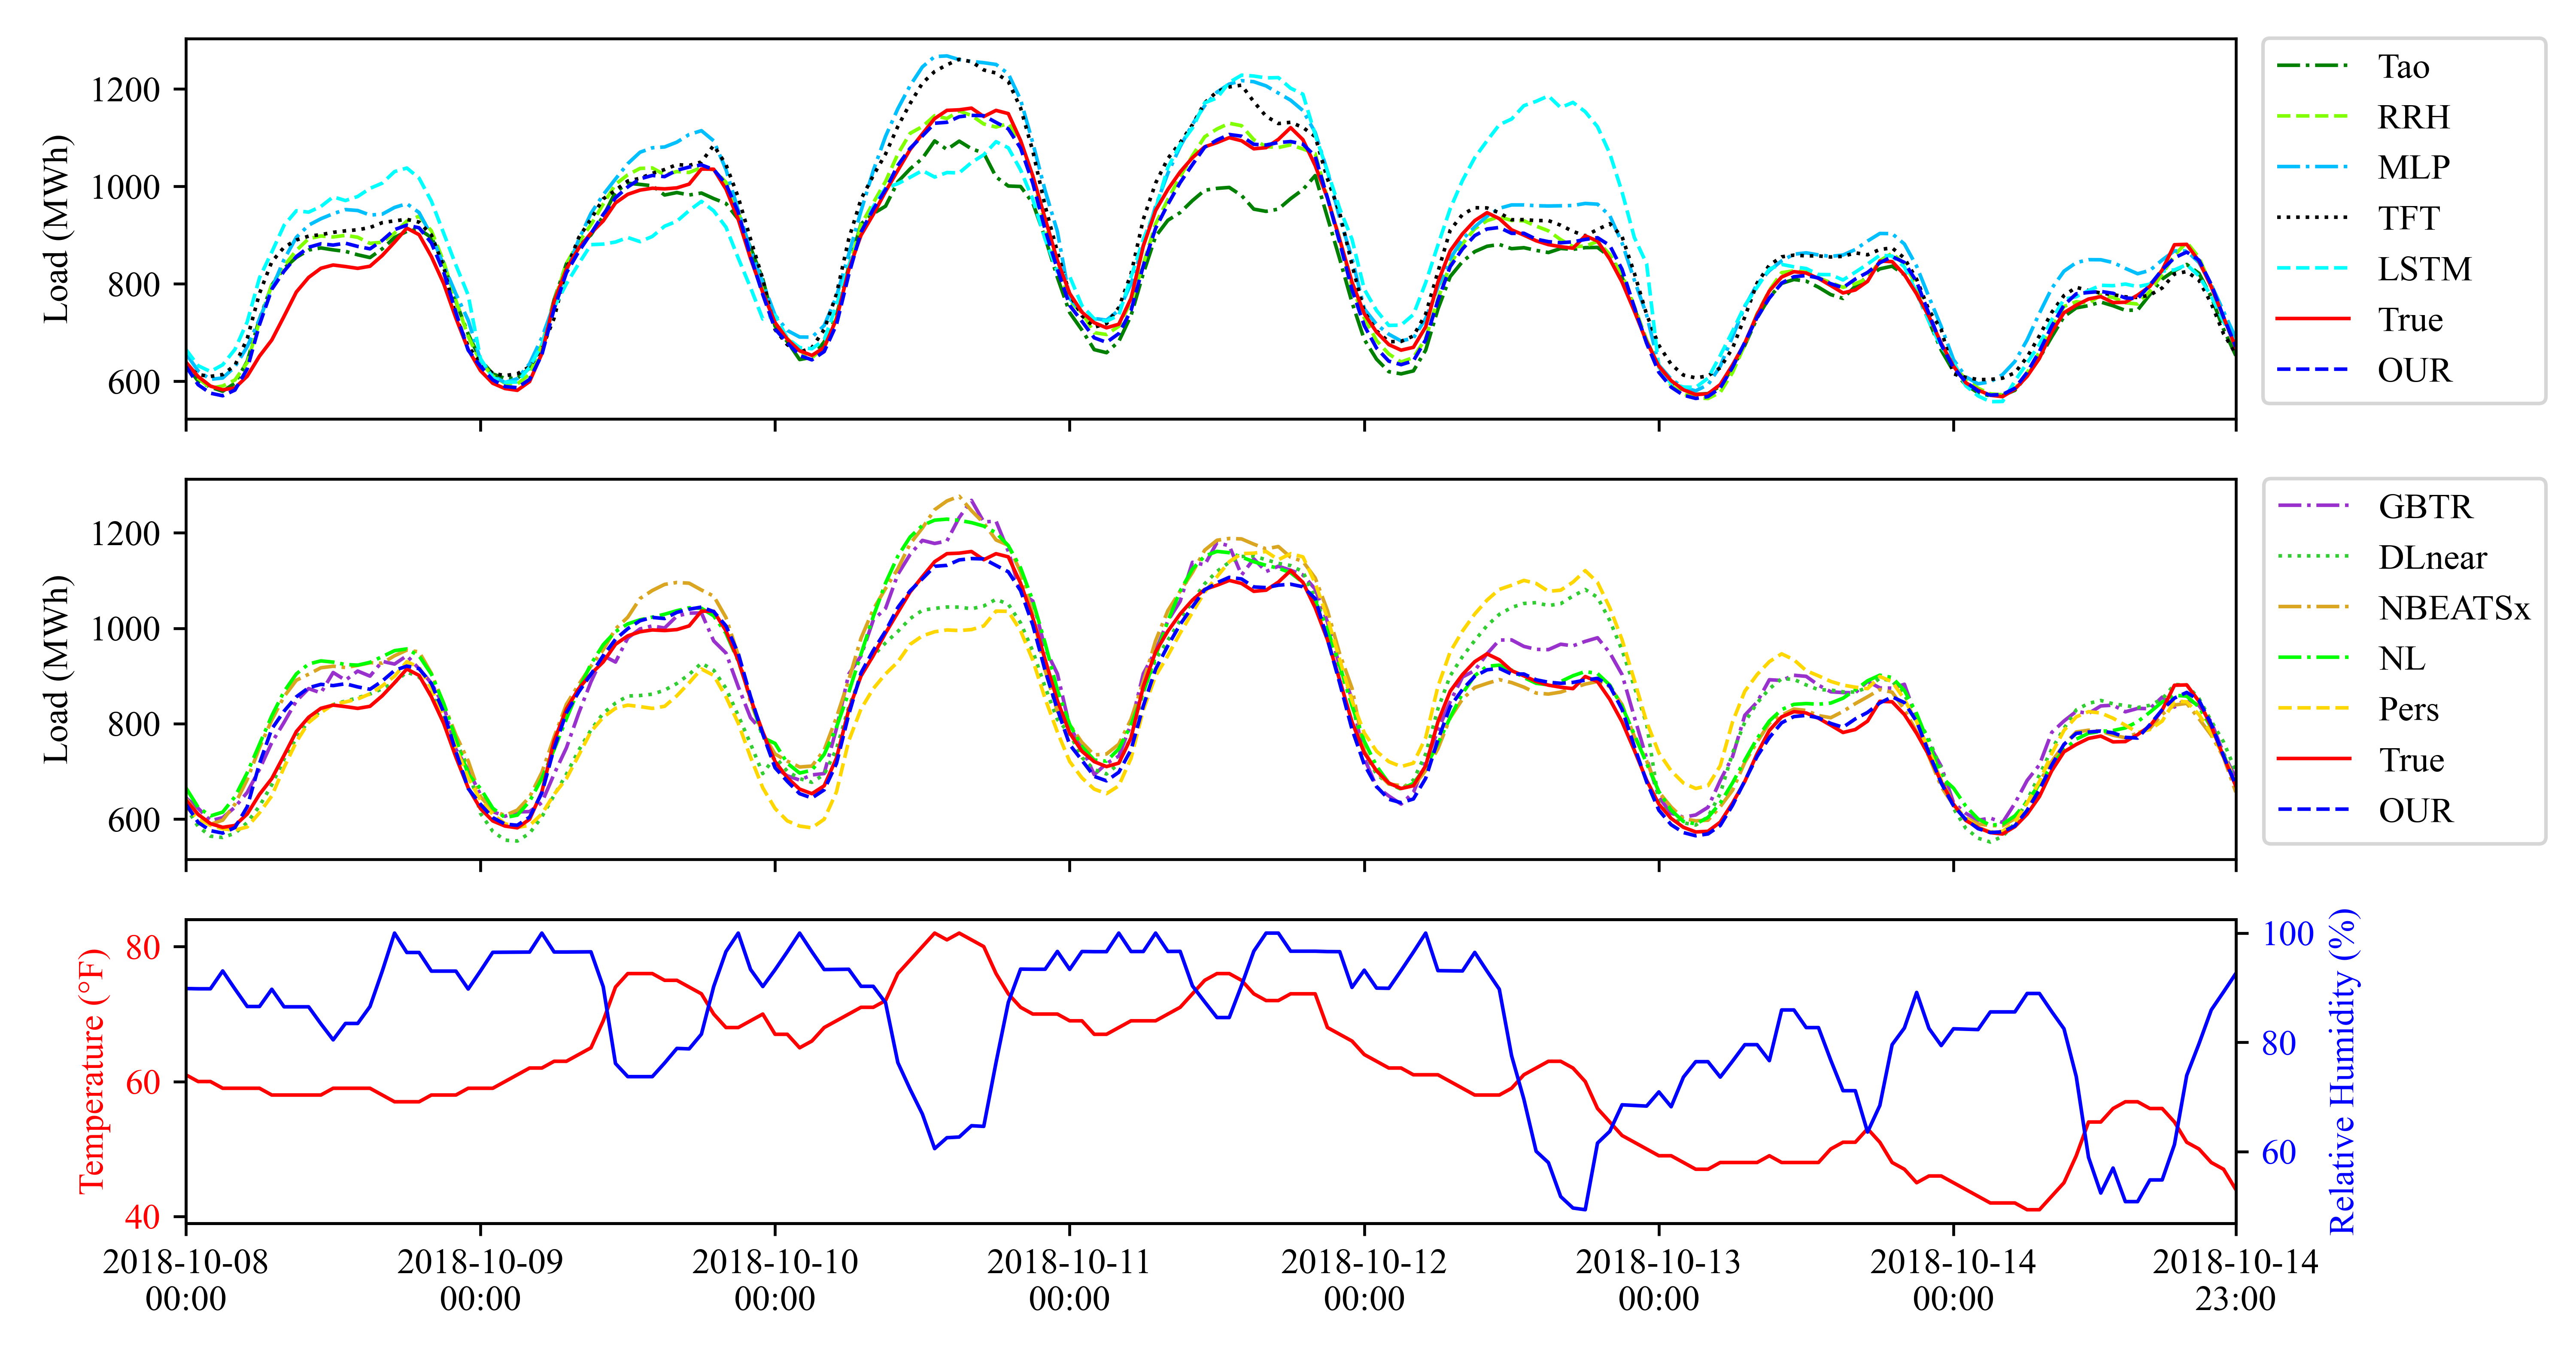 Load (MWh)
1200
1000
800
600
Tao
RRH
MLP
TFT
LSTM
True
OUR
Load (MWh)
1200
1000
800
600
GBTR
DLnear
NBEATSx
NL
Pers
True
OUR
Temperature (°F)
80
60
40
100
80
60
Relative Humidity (%)
2018-10-08
00:00
2018-10-09
00:00
2018-10-10
00:00
2018-10-11
00:00
2018-10-12
00:00
2018-10-13
00:00
2018-10-14
00:00
2018-10-14
23:00